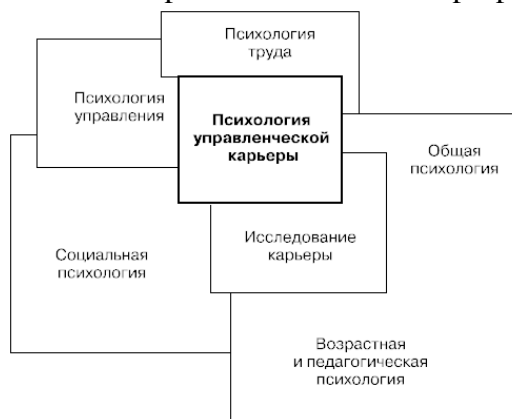 Психология
труда
Психология
управления
Психология
управленческой
карьеры
Общая
психология
Исследование
карьеры
Социальная
психология
Возрастная
и педагогическая
психология